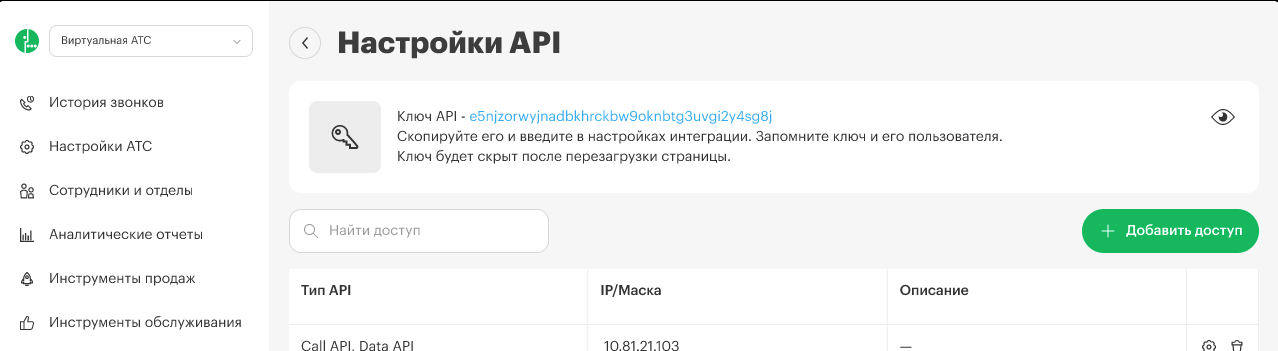 Виртуальная АТС
Настройки API
История звонков
Настройки АТС
Сотрудники и отделы
Аналитические отчеты
Инструменты продаж
Инструменты обслуживания
Ключ API - e5njzorwyjnadbkhrckbw9oknbtg3uvgi2y4sg8j
Скопируйте его и введите в настройках интеграции. Запомните ключ и его пользователя.
Ключ будет скрыт после перезагрузки страницы.
Найти доступ
Добавить доступ
Тип API IP/Маска Описание
Call API, Data API 10.81.21.103 —